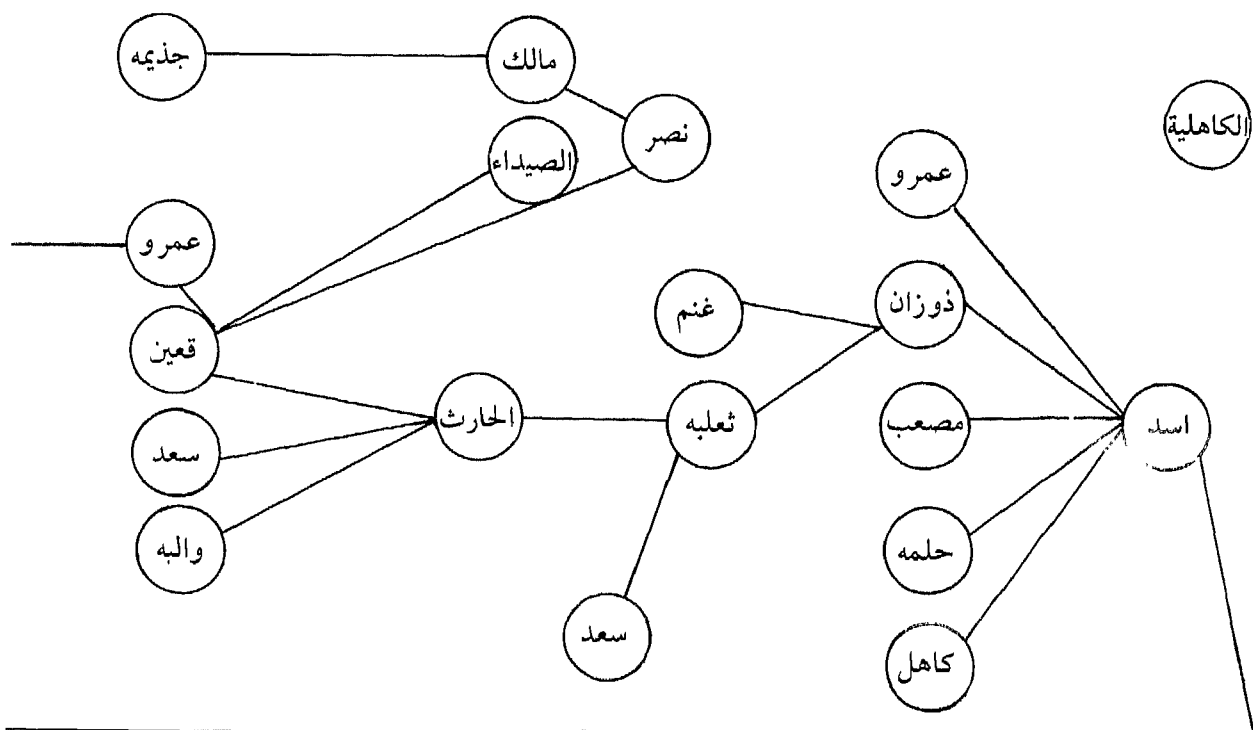 جذيمه
مالك
نصر
الكاهلية
الصيداء
عمرو
عمرو
ذوزان
غنم
قعين
الحارث
ثعلبه
مصعب
اسد
سعد
والبه
حلمه
سعد
كاهل